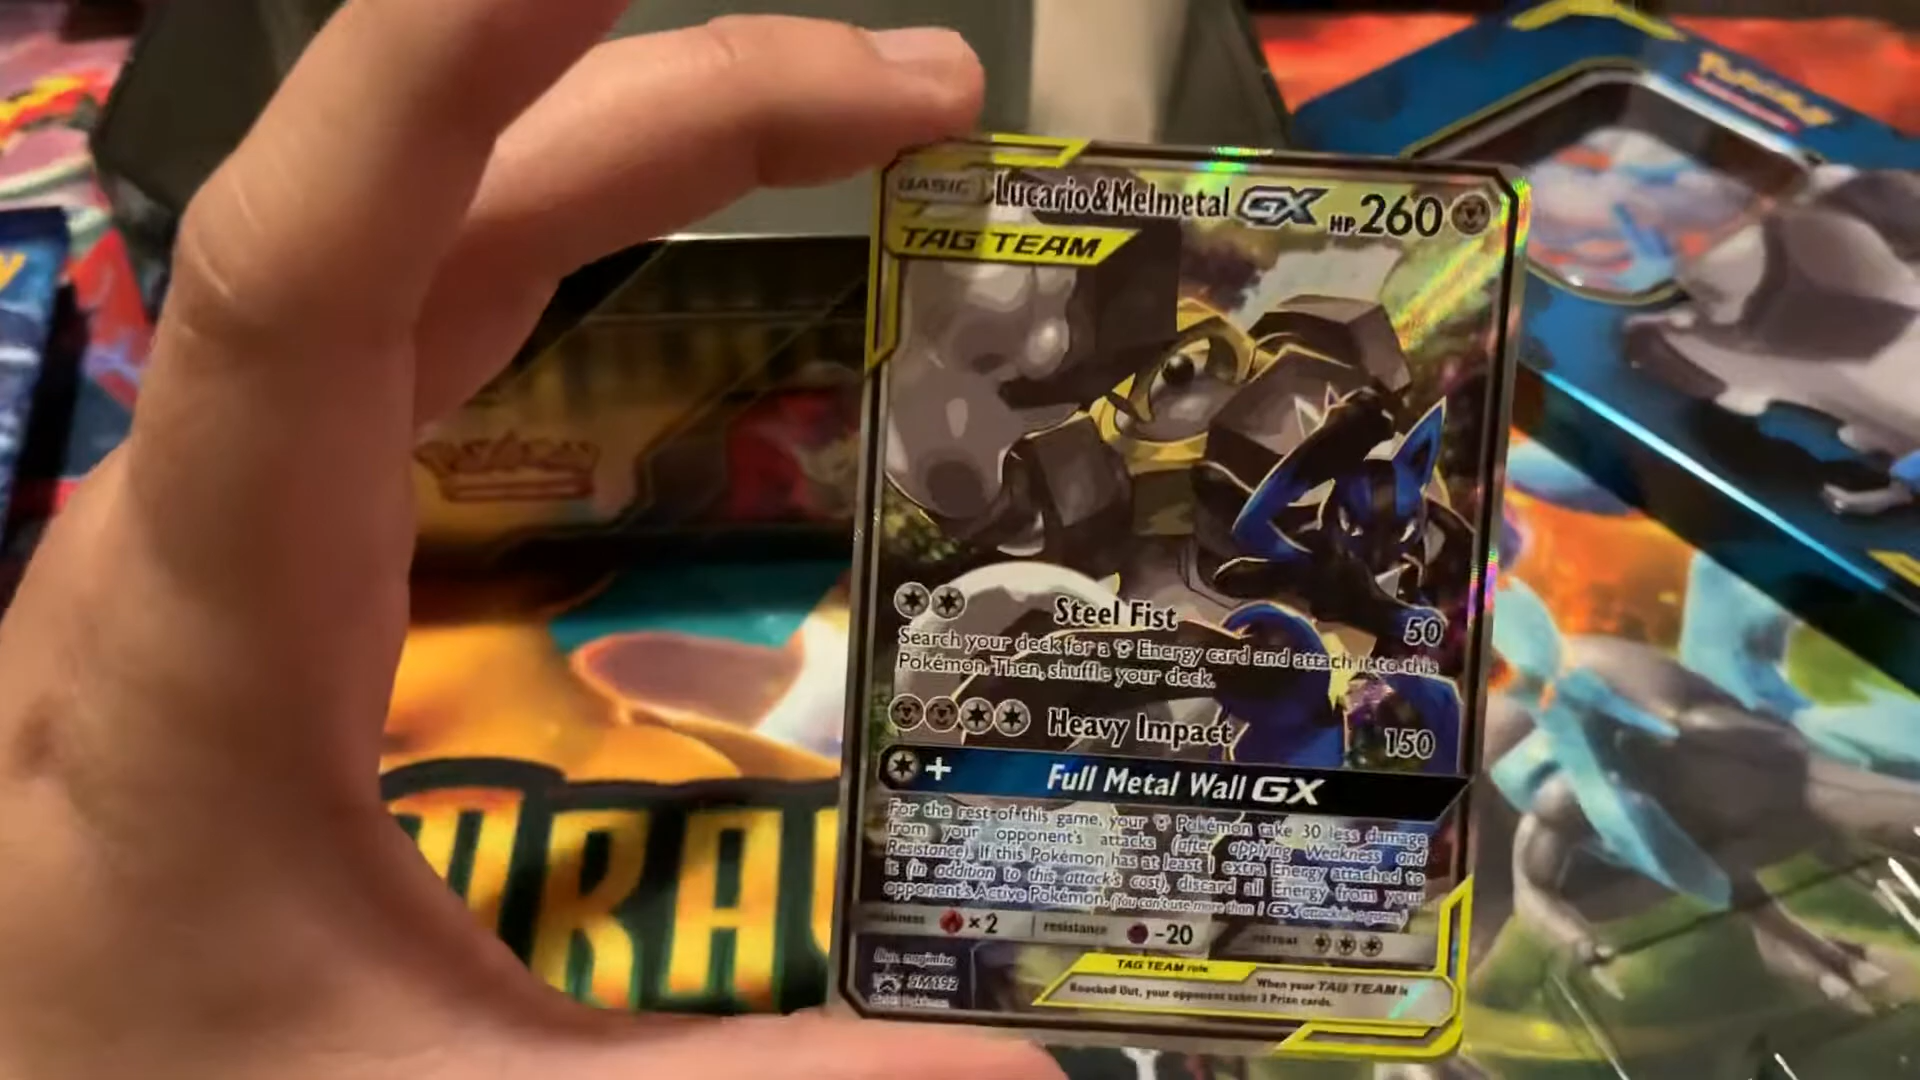 BASIC Lucario&Melmetal GX HP 260
TAG TEAM
Pokémon
Steel Fist 50
Search your deck for a Energy card and attach it to this
Pokémon. Then, shuffle your deck.
Heavy Impact 150
+ Full Metal Wall GX
For the rest of this game, your Pokémon take 30 less damage
from your opponent's attacks (after applying Weakness and
Resistance). If this Pokémon has at least 1 extra Energy attached to
it (in addition to this attack's cost), discard all Energy from your
opponent's Active Pokémon. (You can't use more than 1 GX attack in a game.)
weakness ×2 resistance -20 retreat
Illus. nagimiso
SM192
TAG TEAM rule
When your TAG TEAM is
Knocked Out, your opponent takes 3 Prize cards.